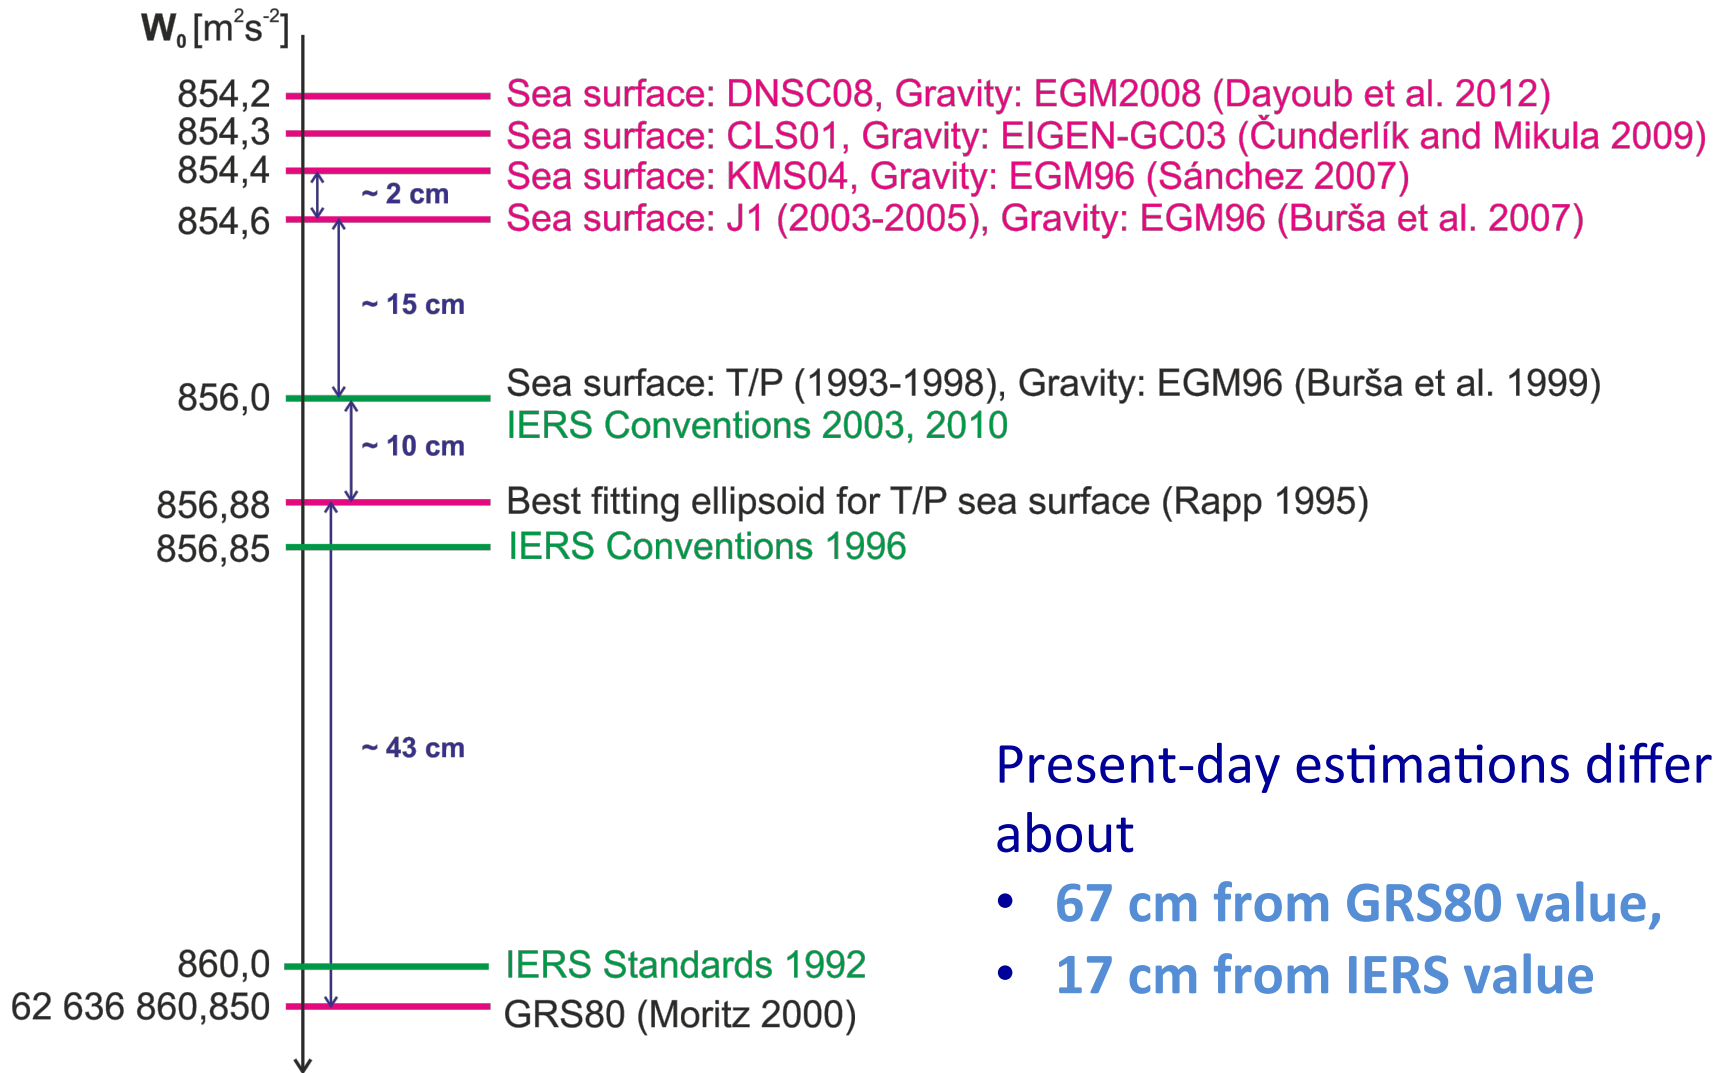 W₀ [m²s⁻²]
854,2 Sea surface: DNSC08, Gravity: EGM2008 (Dayoub et al. 2012)
854,3 Sea surface: CLS01, Gravity: EIGEN-GC03 (Čunderlík and Mikula 2009)
854,4 Sea surface: KMS04, Gravity: EGM96 (Sánchez 2007)
~ 2 cm
854,6 Sea surface: J1 (2003-2005), Gravity: EGM96 (Burša et al. 2007)
~ 15 cm
856,0 Sea surface: T/P (1993-1998), Gravity: EGM96 (Burša et al. 1999)
IERS Conventions 2003, 2010
~ 10 cm
856,88 Best fitting ellipsoid for T/P sea surface (Rapp 1995)
856,85 IERS Conventions 1996
~ 43 cm
Present-day estimations differ
about
• 67 cm from GRS80 value,
• 17 cm from IERS value
860,0 IERS Standards 1992
62 636 860,850 GRS80 (Moritz 2000)